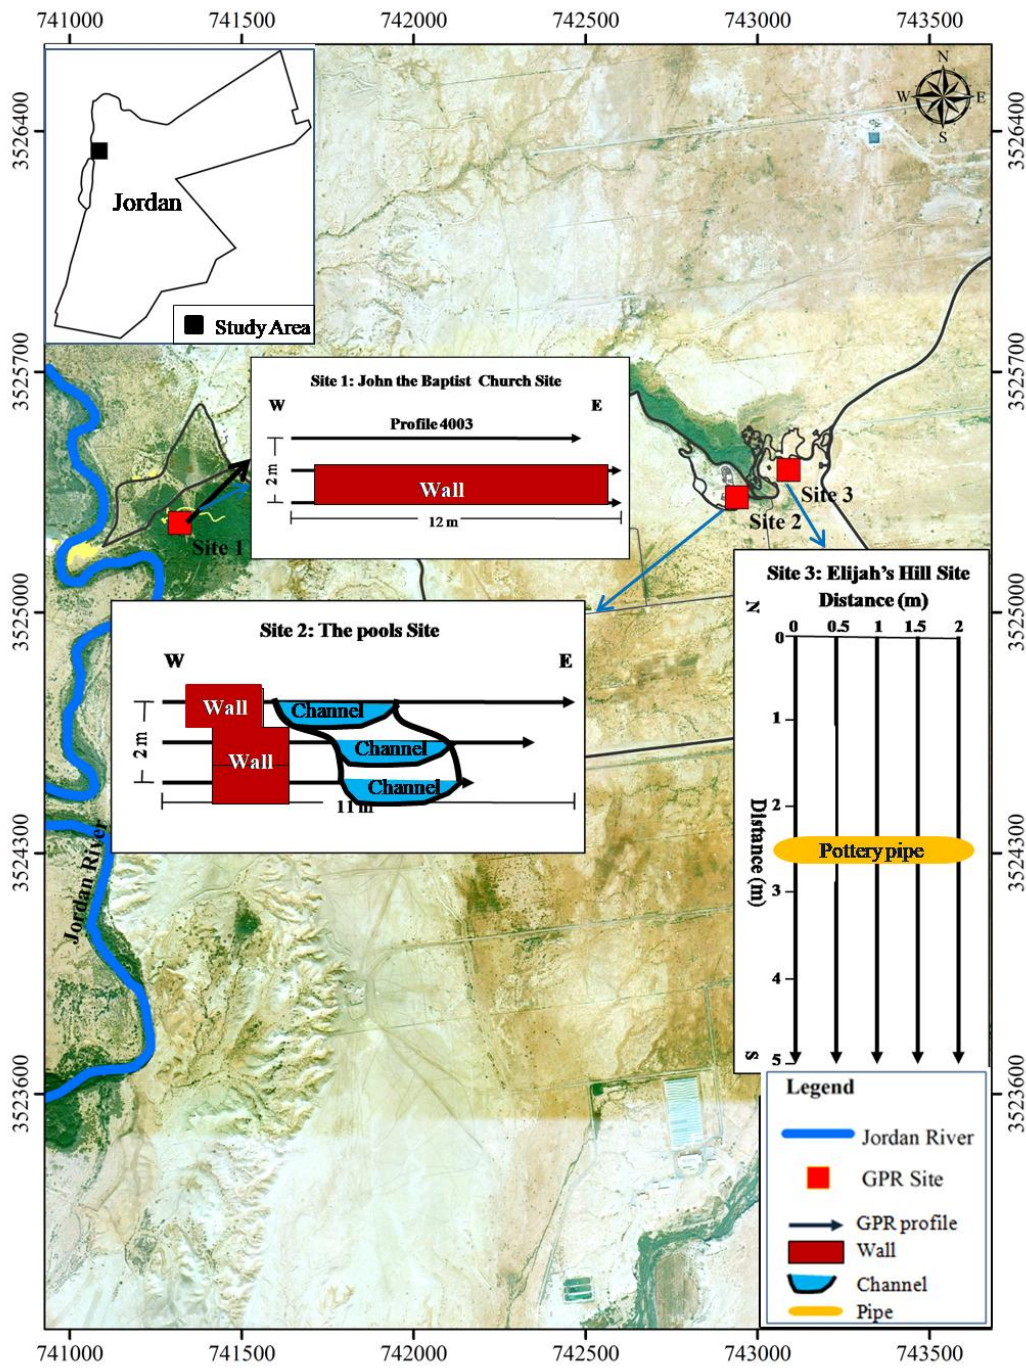 741000 741500 742000 742500 743000 743500
3526400 3526400
N
W E
S
Jordan
Study Area
3525700 3525700
Site 1: John the Baptist Church Site
W E
Profile 4003
2 m
Wall
12 m
Site 1
Site 2
Site 3
3525000 3525000
Site 2: The pools Site
W E
Wall Channel
Wall Channel
Channel
2 m
11 m
Site 3: Elijah's Hill Site
Distance (m)
N
0 0.5 1 1.5 2
0
1
2
Distance (m)
Pottery pipe
3
4
5
S
3524300 3524300
Jordan River
3523600 3523600
Legend
Jordan River
GPR Site
GPR profile
Wall
Channel
Pipe
741000 741500 742000 742500 743000 743500